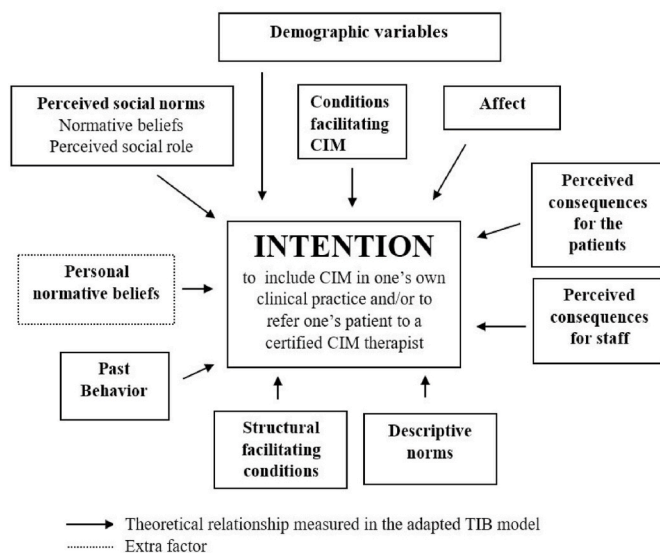 Demographic variables
Perceived social norms
Normative beliefs
Perceived social role
Conditions
facilitating
CIM
Affect
Perceived
consequences
for the
patients
INTENTION
to include CIM in one's own
clinical practice and/or to
refer one's patient to a
certified CIM therapist
Personal
normative beliefs
Perceived
consequences
for staff
Past
Behavior
Structural
facilitating
conditions
Descriptive
norms
Theoretical relationship measured in the adapted TIB model
Extra factor